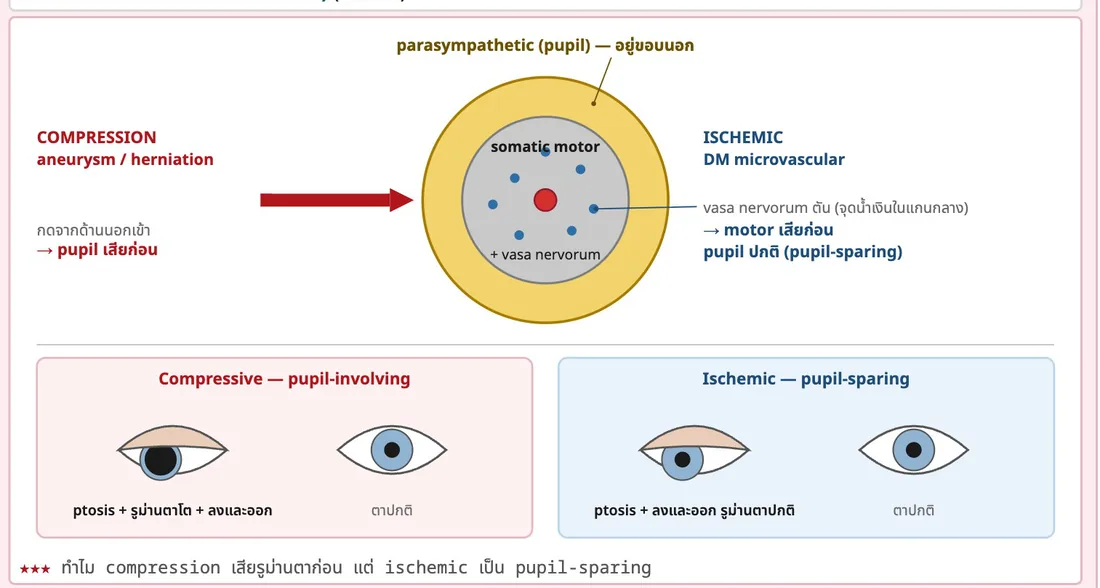 parasympathetic (pupil) — อยู่ขอบนอก
COMPRESSION
aneurysm / herniation
กดจากด้านนอกเข้า
→ pupil เสียก่อน
somatic motor
+ vasa nervorum
ISCHEMIC
DM microvascular
vasa nervorum ตัน (จุดน้ำเงินในแกนกลาง)
→ motor เสียก่อน
pupil ปกติ (pupil-sparing)
Compressive — pupil-involving
ptosis + รูม่านตาโต + ลงและออก
ตาปกติ
Ischemic — pupil-sparing
ptosis + ลงและออก รูม่านตาปกติ
ตาปกติ
★★★ ทำไม compression เสียรูม่านตาก่อน แต่ ischemic เป็น pupil-sparing